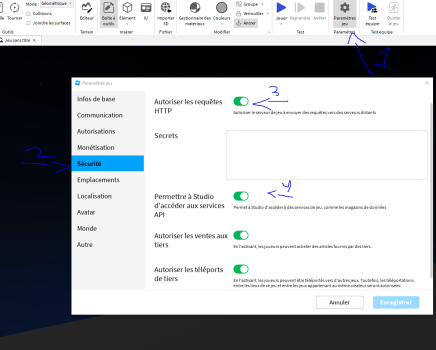 Mode: Géométrique
Collisions
Joindre les surfaces
Tourner
Éditeur
Boîte à outils
Élément
IU
Importer 3D
Gestionnaire des matériaux
Couleurs
Groupe
Verrouiller
Ancrer
Jouer
Reprendre
Arrêter
Paramètres jeu
Test équipe
Quitter le jeu
Outils
Terrain
Insérer
Fichier
Modifier
Test
Paramètres
Test équipe
Jeu sans titre ×
1
Paramètres jeu
Infos de base
Communication
Autorisations
Monétisation
Sécurité
Emplacements
Localisation
Avatar
Monde
Autre
2
Autoriser les requêtes HTTP
3
Autoriser le serveur de jeu à envoyer des requêtes vers des serveurs distants
Secrets
Permettre à Studio d'accéder aux services API
4
Permet à Studio d'accéder à des services de jeu, comme les magasins de données
Autoriser les ventes aux tiers
En l'activant, les joueurs peuvent acheter des articles fournis par des tiers.
Autoriser les téléports de tiers
En l'activant, les joueurs peuvent être téléportés vers d'autres jeux. Toutefois, les téléportations
entre les lieux de ce jeu et entre les jeux appartenant au même créateur seront autorisées.
Annuler
Enregistrer